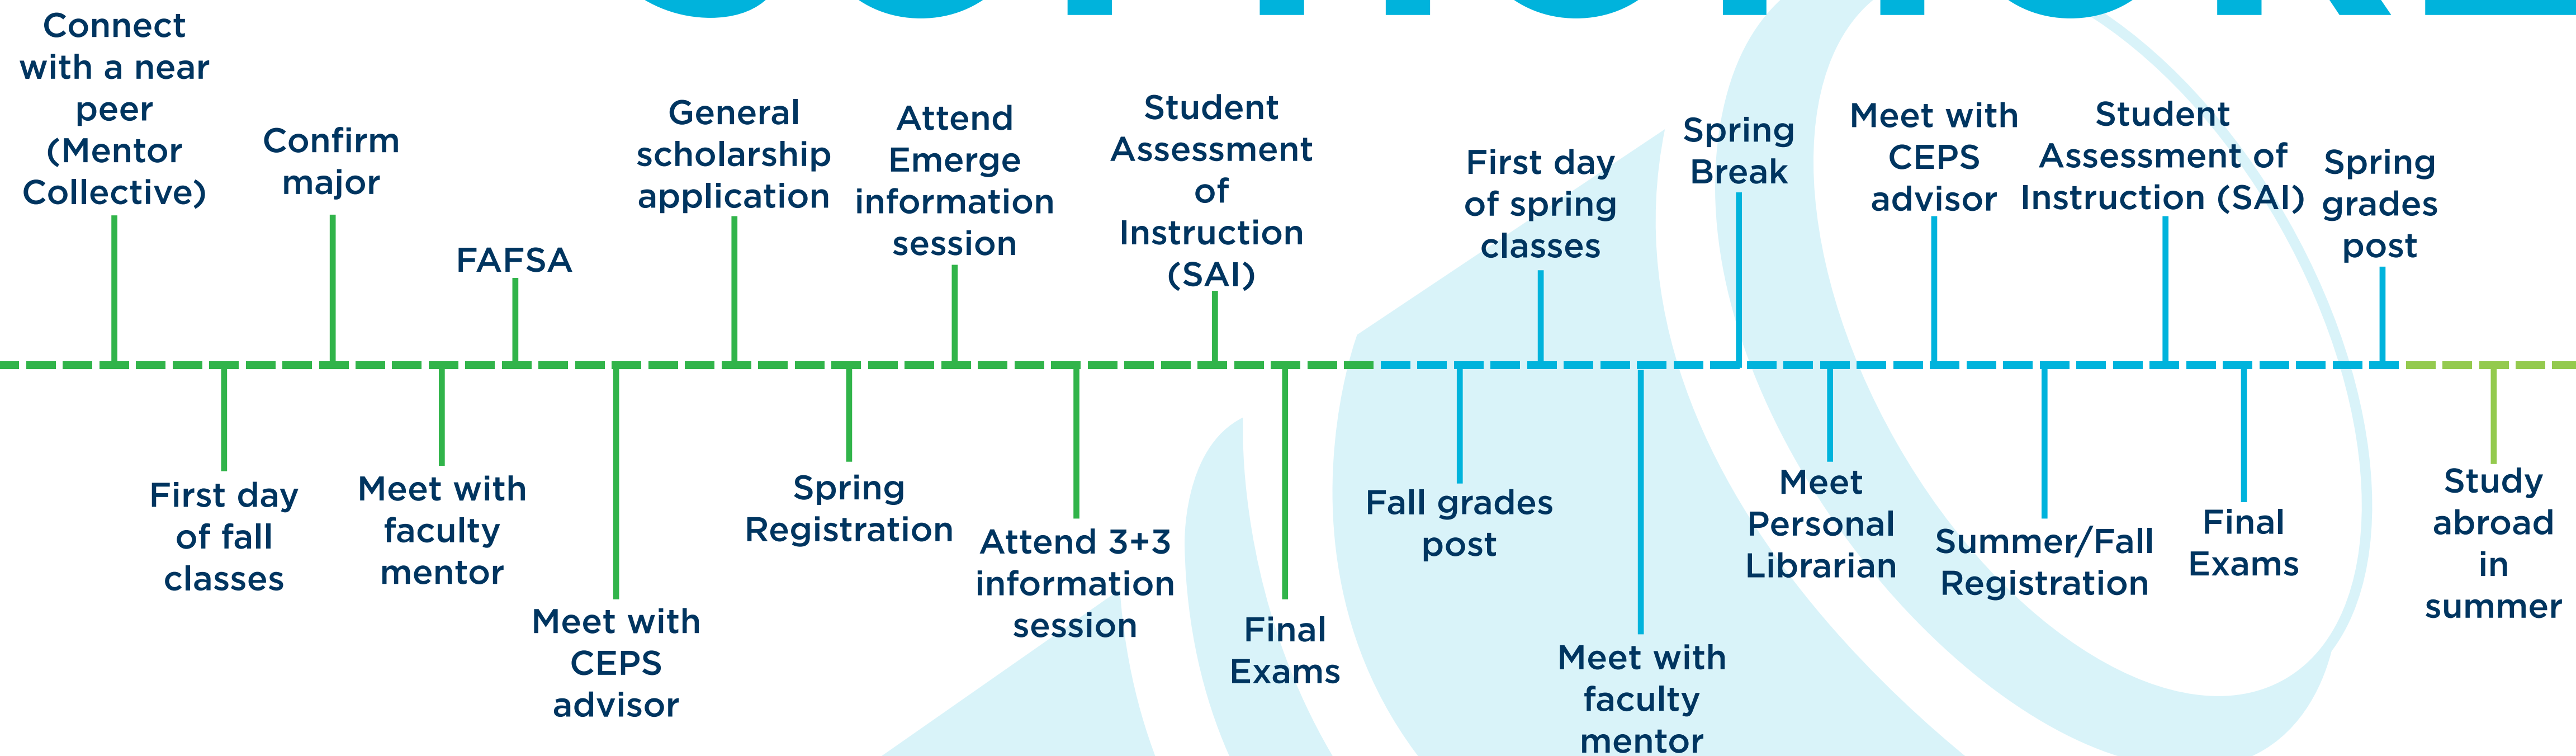 Connect
with a near
peer
(Mentor
Collective)
First day
of fall
classes
Confirm
major
Meet with
faculty
mentor
FAFSA
Meet with
CEPS
advisor
General
scholarship
application
Spring
Registration
Attend
Emerge
information
session
Attend 3+3
information
session
Student
Assessment
of
Instruction
(SAI)
Final
Exams
Fall grades
post
First day
of spring
classes
Meet with
faculty
mentor
Spring
Break
Meet
Personal
Librarian
Meet with
CEPS
advisor
Summer/Fall
Registration
Student
Assessment of
Instruction (SAI)
Final
Exams
Spring
grades
post
Study
abroad
in
summer